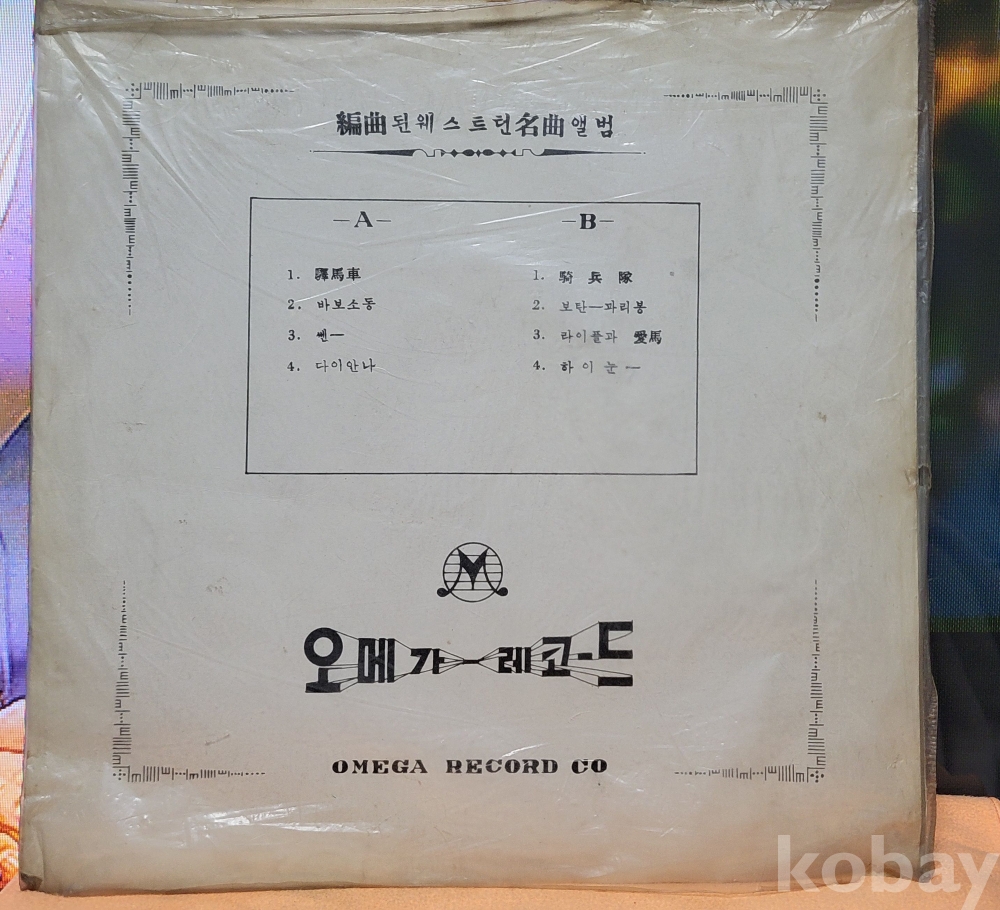 編曲된웨스트턴名曲앨범
—A—
1. 驛馬車
2. 바보소동
3. 쎈—
4. 다이안나
—B—
1. 騎兵隊
2. 보탄—파리봉
3. 라이플과 愛馬
4. 하이눈—
오메가—레코-드
OMEGA RECORD CO
kobay